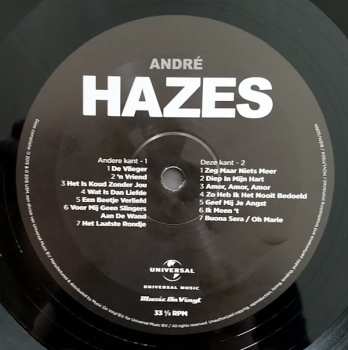 ANDRÉ
HAZES
Andere kant - 1
1 De Vlieger
2 'n Vriend
3 Het Is Koud Zonder Jou
4 Wat Is Dan Liefde
5 Een Beetje Verliefd
6 Voor Mij Geen Slingers
Aan De Wand
7 Het Laatste Rondje
Deze kant - 2
1 Zeg Maar Niets Meer
2 Diep In Mijn Hart
3 Amor, Amor, Amor
4 Zo Heb Ik Het Nooit Bedoeld
5 Geef Mij Je Angst
6 Ik Meen 't
7 Buona Sera / Oh Marie
UNIVERSAL
UNIVERSAL MUSIC
Music On Vinyl
33 ⅓ RPM